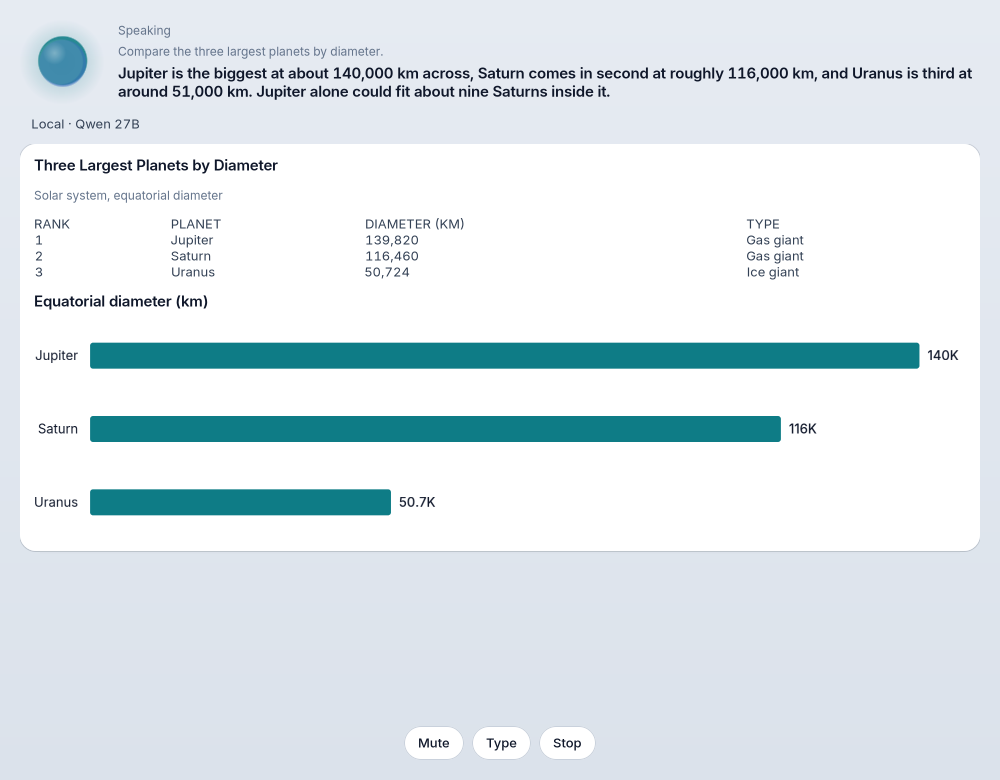 Speaking
Compare the three largest planets by diameter.
Jupiter is the biggest at about 140,000 km across, Saturn comes in second at roughly 116,000 km, and Uranus is third at
around 51,000 km. Jupiter alone could fit about nine Saturns inside it.
Local · Qwen 27B
Three Largest Planets by Diameter
Solar system, equatorial diameter
RANK PLANET DIAMETER (KM) TYPE
1 Jupiter 139,820 Gas giant
2 Saturn 116,460 Gas giant
3 Uranus 50,724 Ice giant
Equatorial diameter (km)
Jupiter 140K
Saturn 116K
Uranus 50.7K
Mute Type Stop